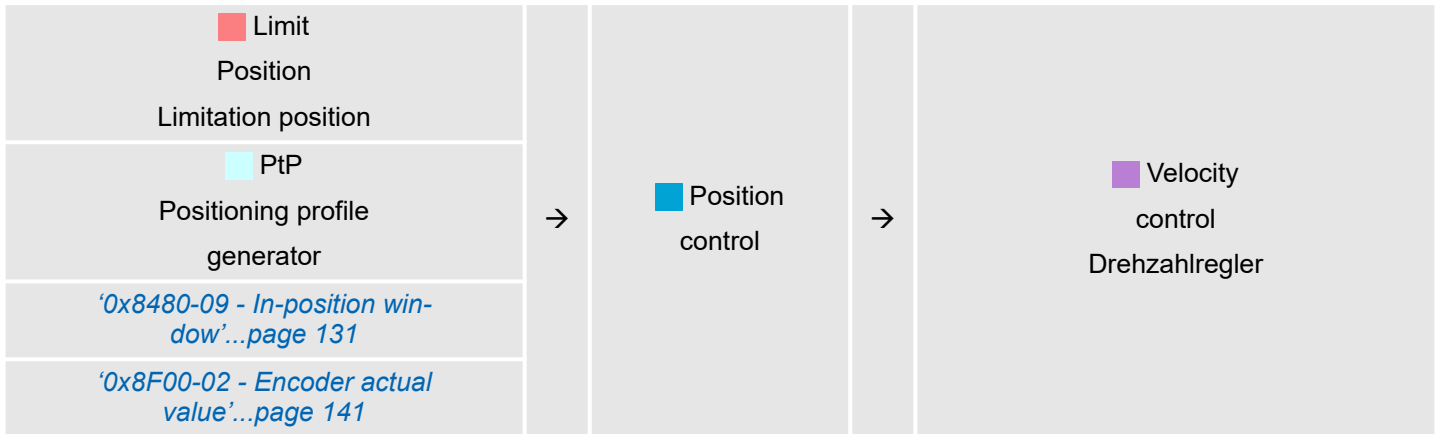 Limit
Position
Limitation position
PtP
Positioning profile
generator
‘0x8480-09 - In-position win-
dow’...page 131
‘0x8F00-02 - Encoder actual
value’...page 141
→
Position
control
→
Velocity
control
Drehzahlregler